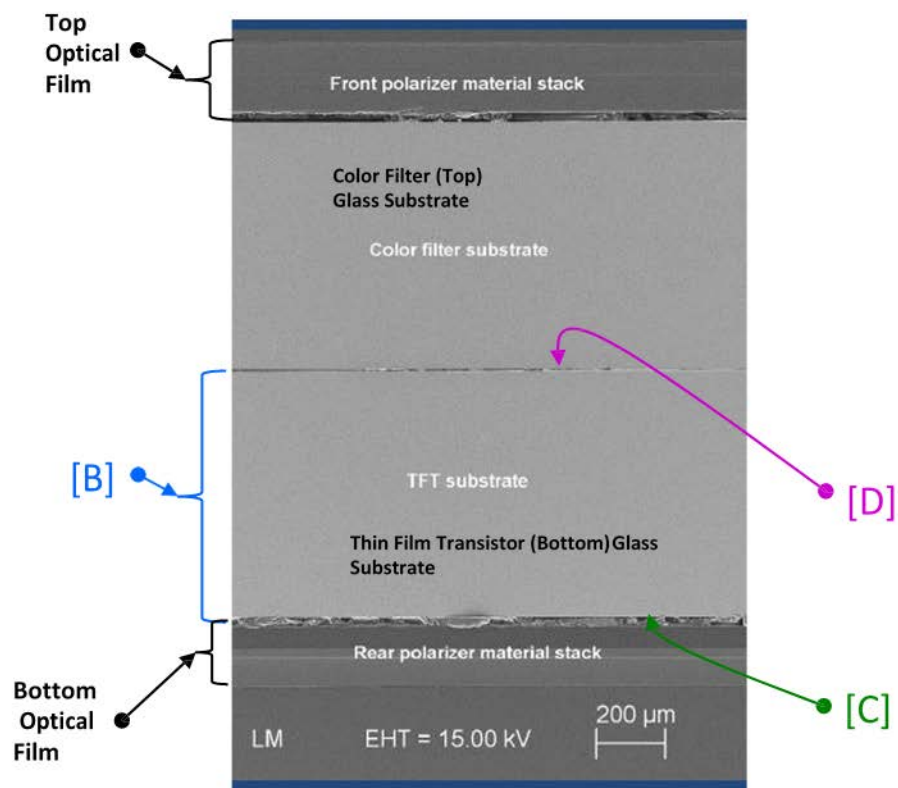 Top
Optical
Film
Front polarizer material stack
Color Filter (Top)
Glass Substrate
Color filter substrate
[B]
TFT substrate
[D]
Thin Film Transistor (Bottom) Glass
Substrate
Rear polarizer material stack
Bottom
Optical
Film
[C]
200 µm
LM
EHT = 15.00 kV